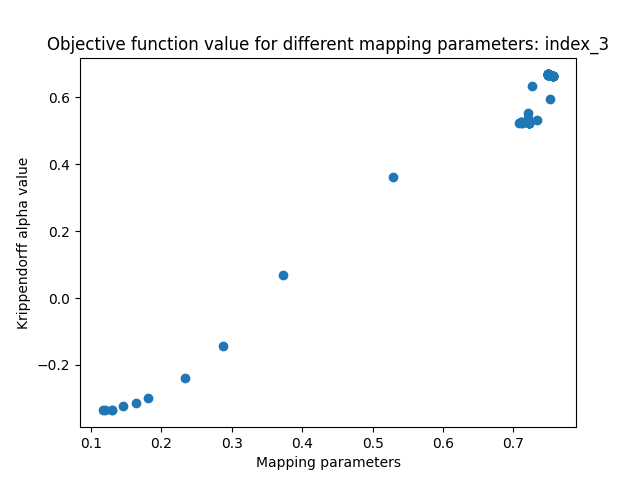 Objective function value for different mapping parameters: index_3
Krippendorff alpha value
0.6
0.4
0.2
0.0
−0.2
0.1 0.2 0.3 0.4 0.5 0.6 0.7
Mapping parameters